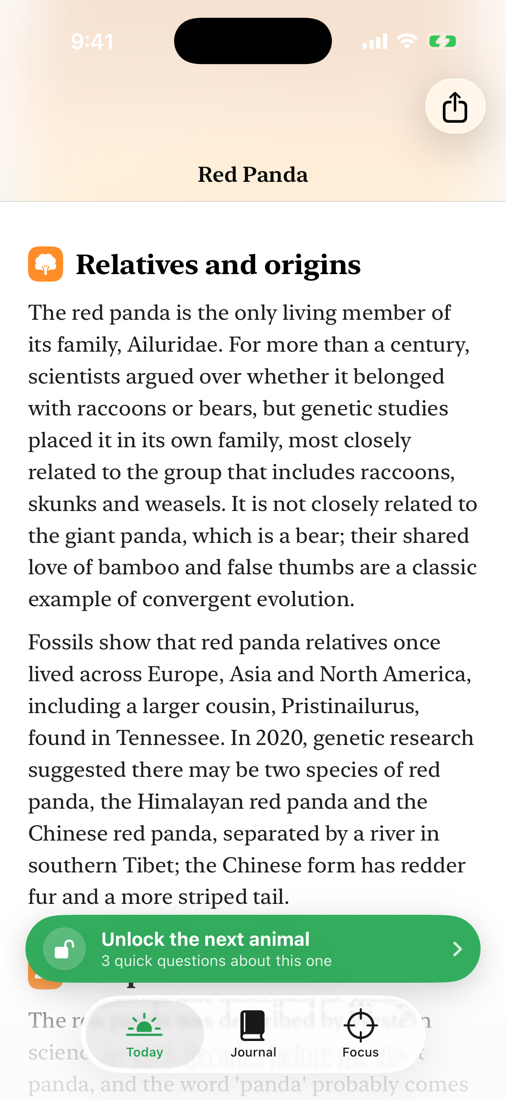 9:41
Red Panda
Relatives and origins
The red panda is the only living member of
its family, Ailuridae. For more than a century,
scientists argued over whether it belonged
with raccoons or bears, but genetic studies
placed it in its own family, most closely
related to the group that includes raccoons,
skunks and weasels. It is not closely related to
the giant panda, which is a bear; their shared
love of bamboo and false thumbs are a classic
example of convergent evolution.
Fossils show that red panda relatives once
lived across Europe, Asia and North America,
including a larger cousin, Pristinailurus,
found in Tennessee. In 2020, genetic research
suggested there may be two species of red
panda, the Himalayan red panda and the
Chinese red panda, separated by a river in
southern Tibet; the Chinese form has redder
fur and a more striped tail.
Unlock the next animal
3 quick questions about this one
The
Today
Journal
Focus
panda, and the word 'panda' probably comes